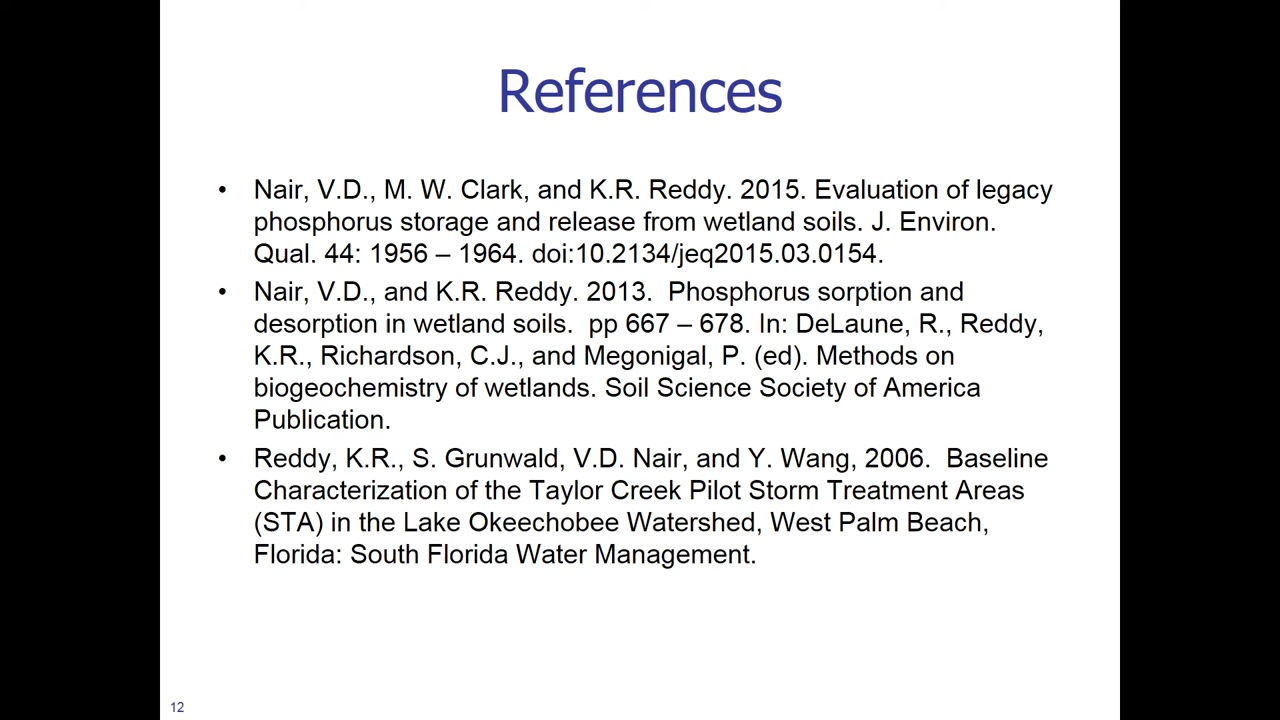 References
• Nair, V.D., M. W. Clark, and K.R. Reddy. 2015. Evaluation of legacy
phosphorus storage and release from wetland soils. J. Environ.
Qual. 44: 1956 – 1964. doi:10.2134/jeq2015.03.0154.
• Nair, V.D., and K.R. Reddy. 2013.  Phosphorus sorption and
desorption in wetland soils.  pp 667 – 678. In: DeLaune, R., Reddy,
K.R., Richardson, C.J., and Megonigal, P. (ed). Methods on
biogeochemistry of wetlands. Soil Science Society of America
Publication.
• Reddy, K.R., S. Grunwald, V.D. Nair, and Y. Wang, 2006.  Baseline
Characterization of the Taylor Creek Pilot Storm Treatment Areas
(STA) in the Lake Okeechobee Watershed, West Palm Beach,
Florida: South Florida Water Management.
12